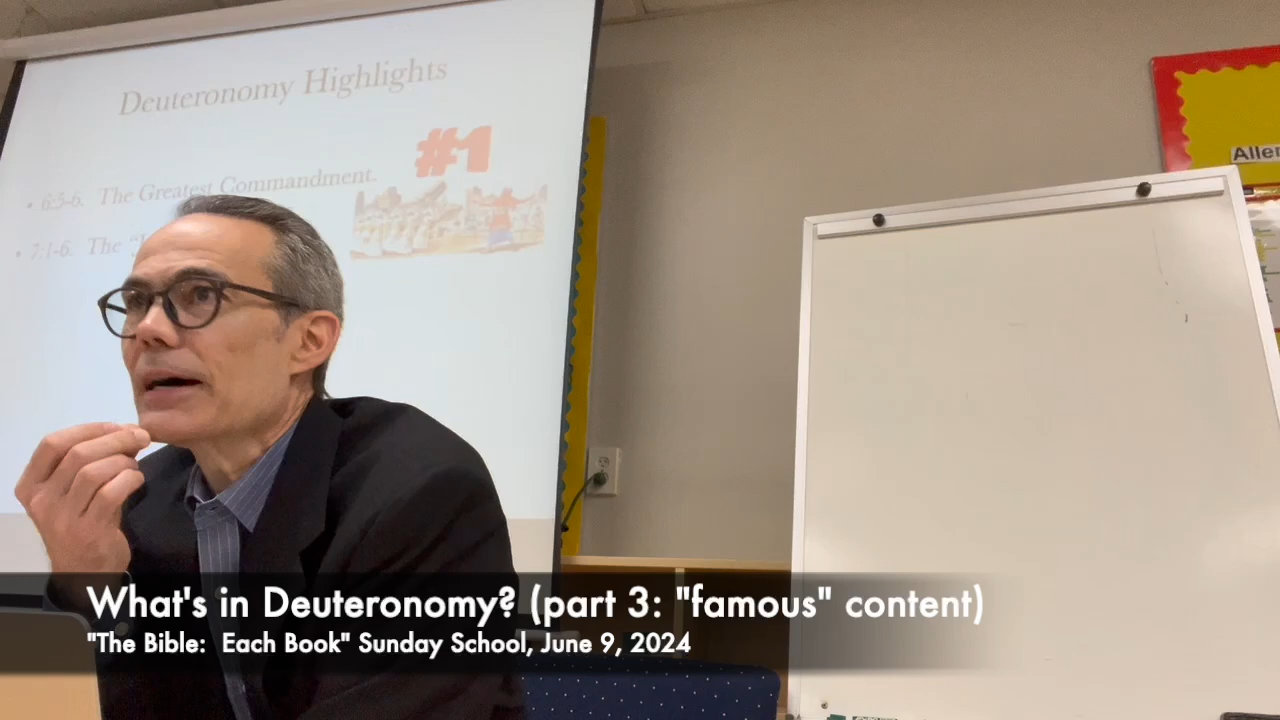 Deuteronomy Highlights
#1
• 6:5-6. The Greatest Commandment.
• 7:1-6. The
Aller
What's in Deuteronomy? (part 3: "famous" content)
"The Bible: Each Book" Sunday School, June 9, 2024